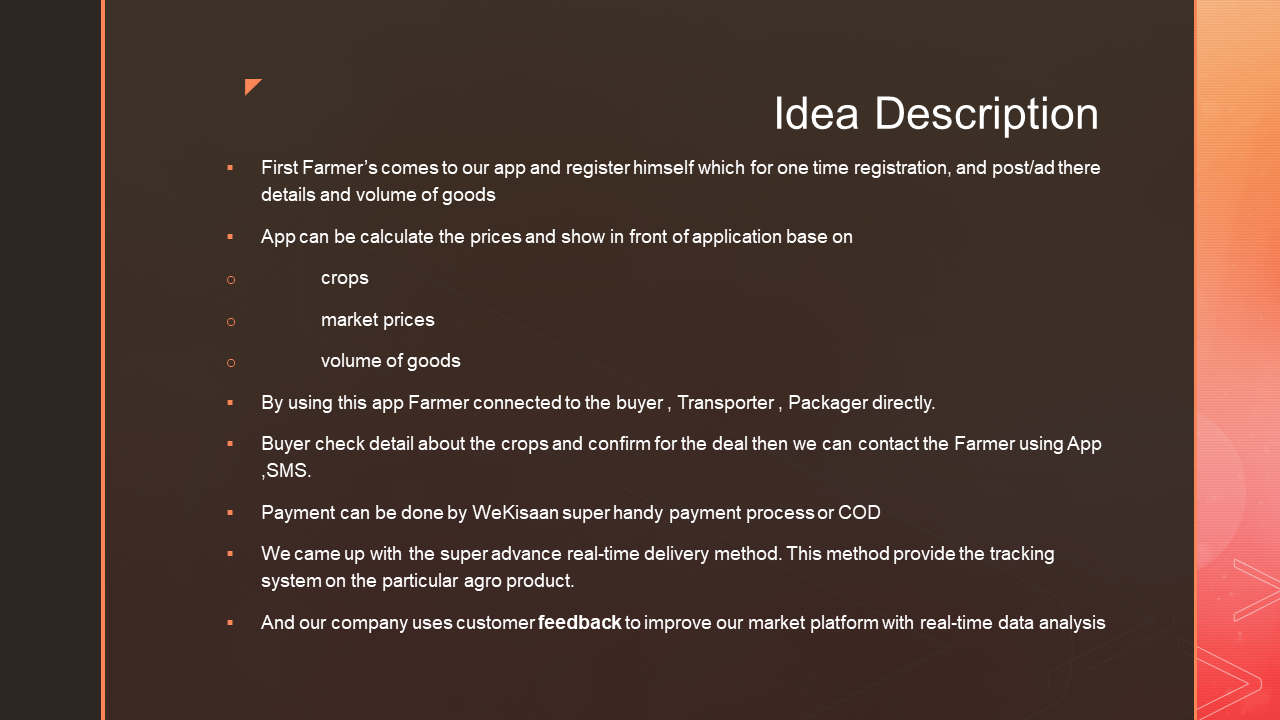 Idea Description
First Farmer’s comes to our app and register himself which for one time registration, and post/ad there
details and volume of goods
App can be calculate the prices and show in front of application base on
crops
market prices
volume of goods
By using this app Farmer connected to the buyer , Transporter , Packager directly.
Buyer check detail about the crops and confirm for the deal then we can contact the Farmer using App
,SMS.
Payment can be done by WeKisaan super handy payment process or COD
We came up with the super advance real-time delivery method. This method provide the tracking
system on the particular agro product.
And our company uses customer feedback to improve our market platform with real-time data analysis